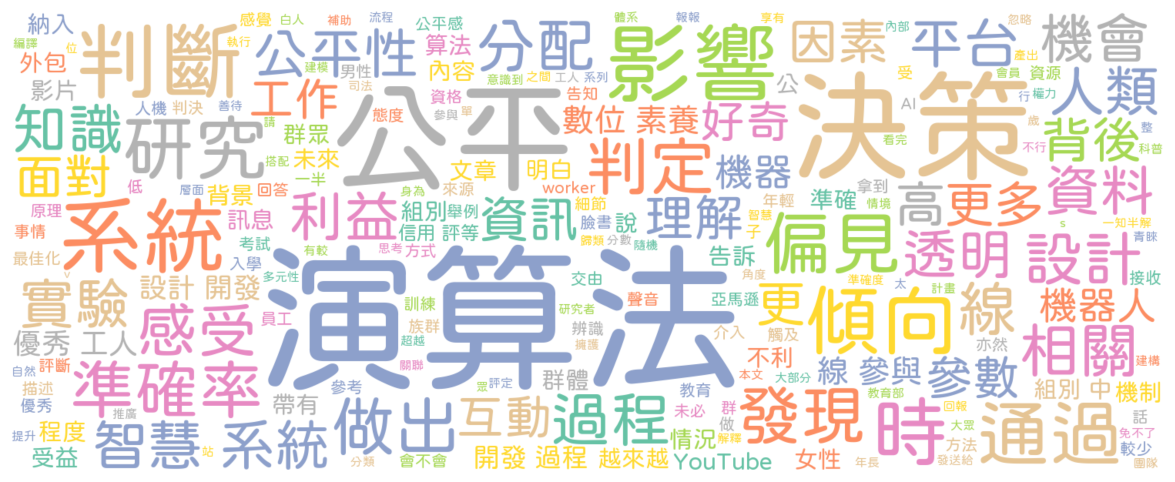 納入
編譯
位
判斷
外包
影片
感覺
白人
執行
補助
流程
公平性
建模
男性
司法
體系
公平感
報報
算法
內容
資格
分配
意識到
之間
工人 系列
告知
影響
享有
因素
內部
忽略
平台
產出
會員
資源
機會
公
受
行
權力
AI
人類
歲
整
知識
人機
判決
善待
研究
工作
請
群眾
搭配
未來
一半
公平
態度
參與
單
文章
明白
數位 素養
好奇
決策
看完
不行
科普
背後
面對
低
原理
事情
最佳化
層面
背景
回答
訊息
考試
入學
身為
來源
worker
細節
判定
機器
年輕
準確
拿到
情境
高
更多
資料
一知半解
青睞
系統
利益
組別
舉例
信用 評等
資訊
理解
臉書
說
智慧
子
歸類
分數
隨機
告訴
偏見
透明
s
設計
接收
有較
思考
方式
多元性
實驗
設計 開發
v
員工
感受
演算法
交由
聲音
亞馬遜
角度
準確度
太
計畫
更
傾向
線
機器人
訓練
超越
族群
研究者
辨識
擁護
介入
觸及
亦然
優秀 工人
自然
評斷
描述
優秀
準確率
帶有
關聯
參考
眾
評定
群體
教育
不利
本文
大部分
線 參與
教育部
參數
相關
建構
組別 中
機制
提升
程度
受益
推廣
站
智慧 系統
分類
做出
會不會
互動
開發 過程
過程
越來越
情況
未必
群
做
解釋
YouTube
發現
女性
年長
回報
大眾
方法
發送給
時
通過
話
免不了
較少
團隊